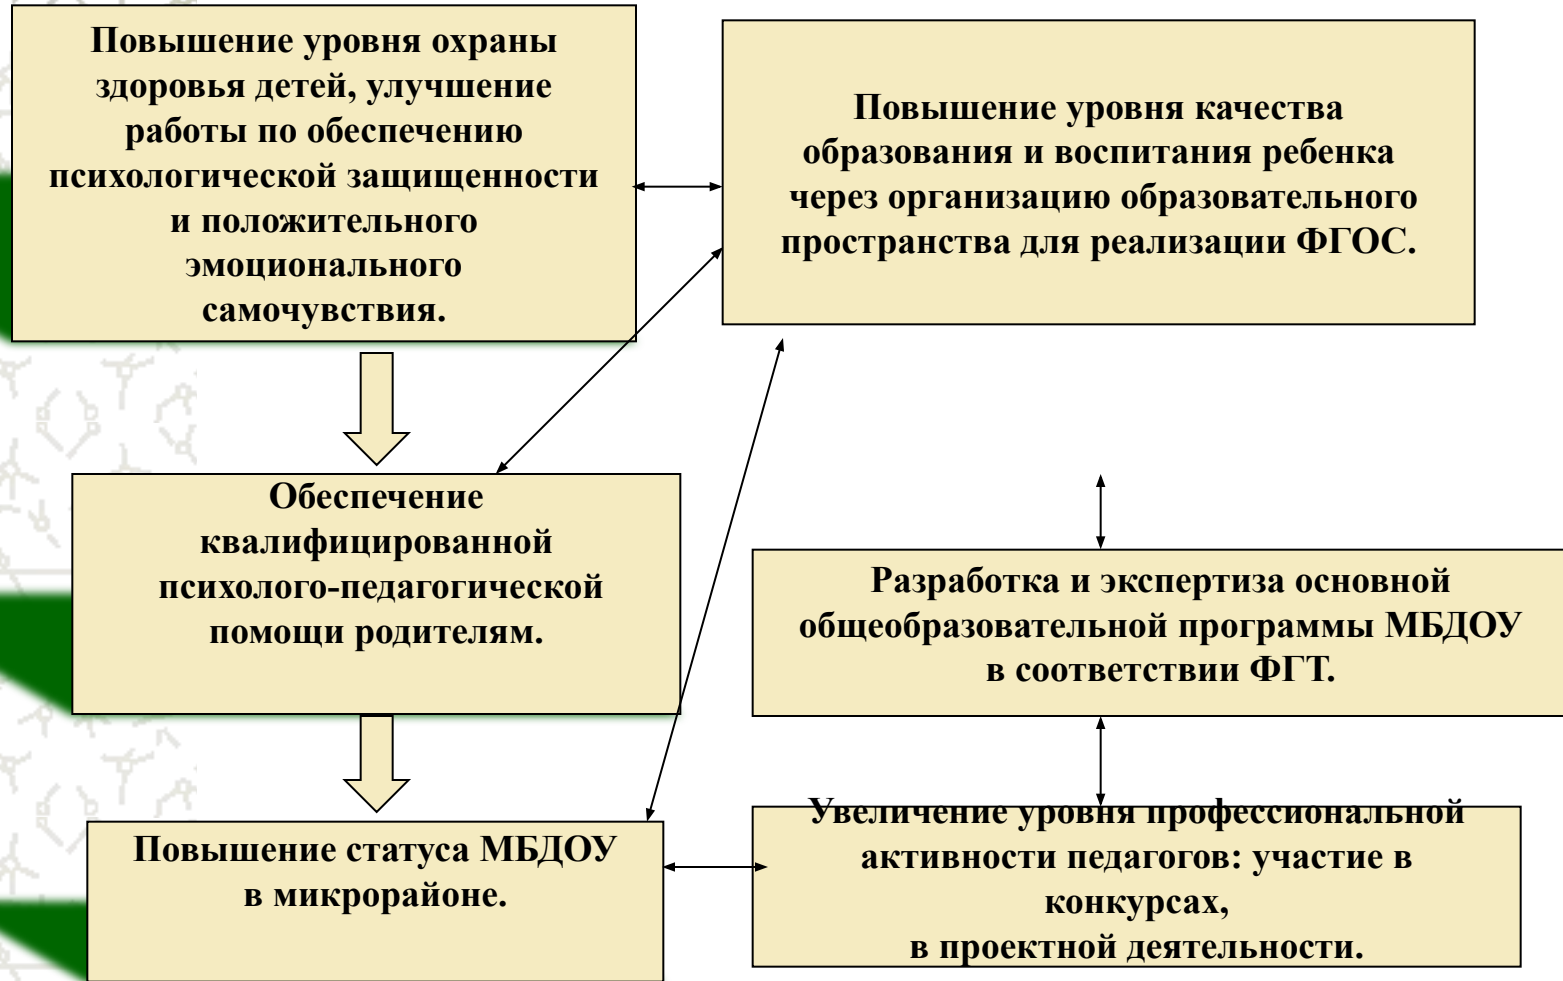 Повышение уровня охраны
здоровья детей, улучшение
работы по обеспечению
психологической защищенности
и положительного
эмоционального
самочувствия.
Повышение уровня качества
образования и воспитания ребенка
через организацию образовательного
пространства для реализации ФГОС.
Обеспечение
квалифицированной
психолого-педагогической
помощи родителям.
Разработка и экспертиза основной
общеобразовательной программы МБДОУ
в соответствии ФГТ.
Повышение статуса МБДОУ
в микрорайоне.
Увеличение уровня профессиональной
активности педагогов: участие в
конкурсах,
в проектной деятельности.